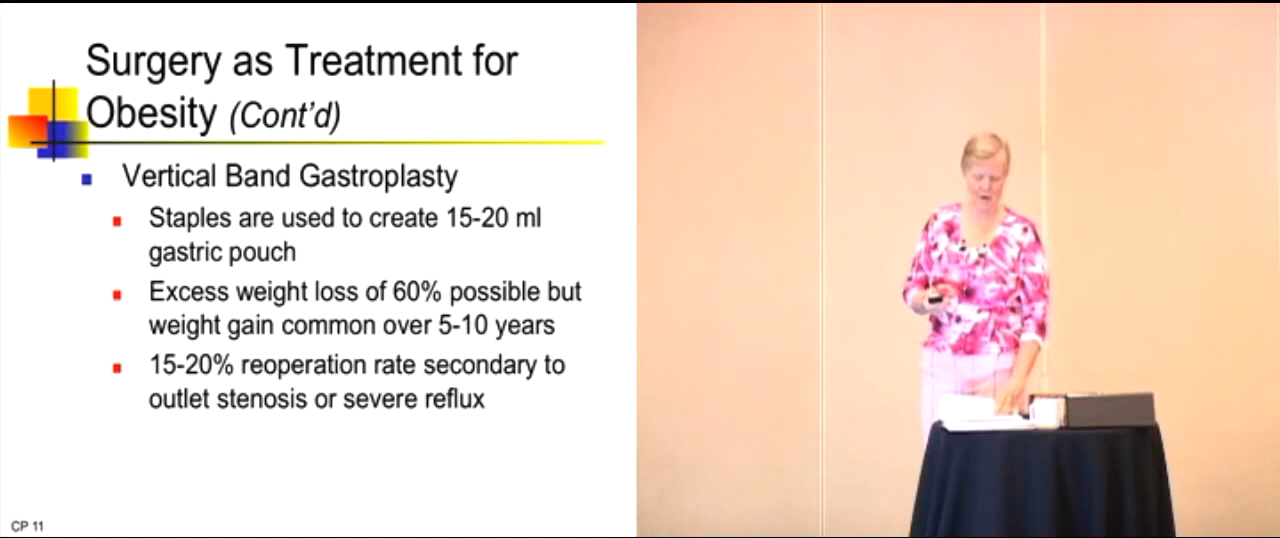 Surgery as Treatment for
Obesity (Cont'd)
Vertical Band Gastroplasty
Staples are used to create 15-20 ml
gastric pouch
Excess weight loss of 60% possible but
weight gain common over 5-10 years
15-20% reoperation rate secondary to
outlet stenosis or severe reflux
CP 11